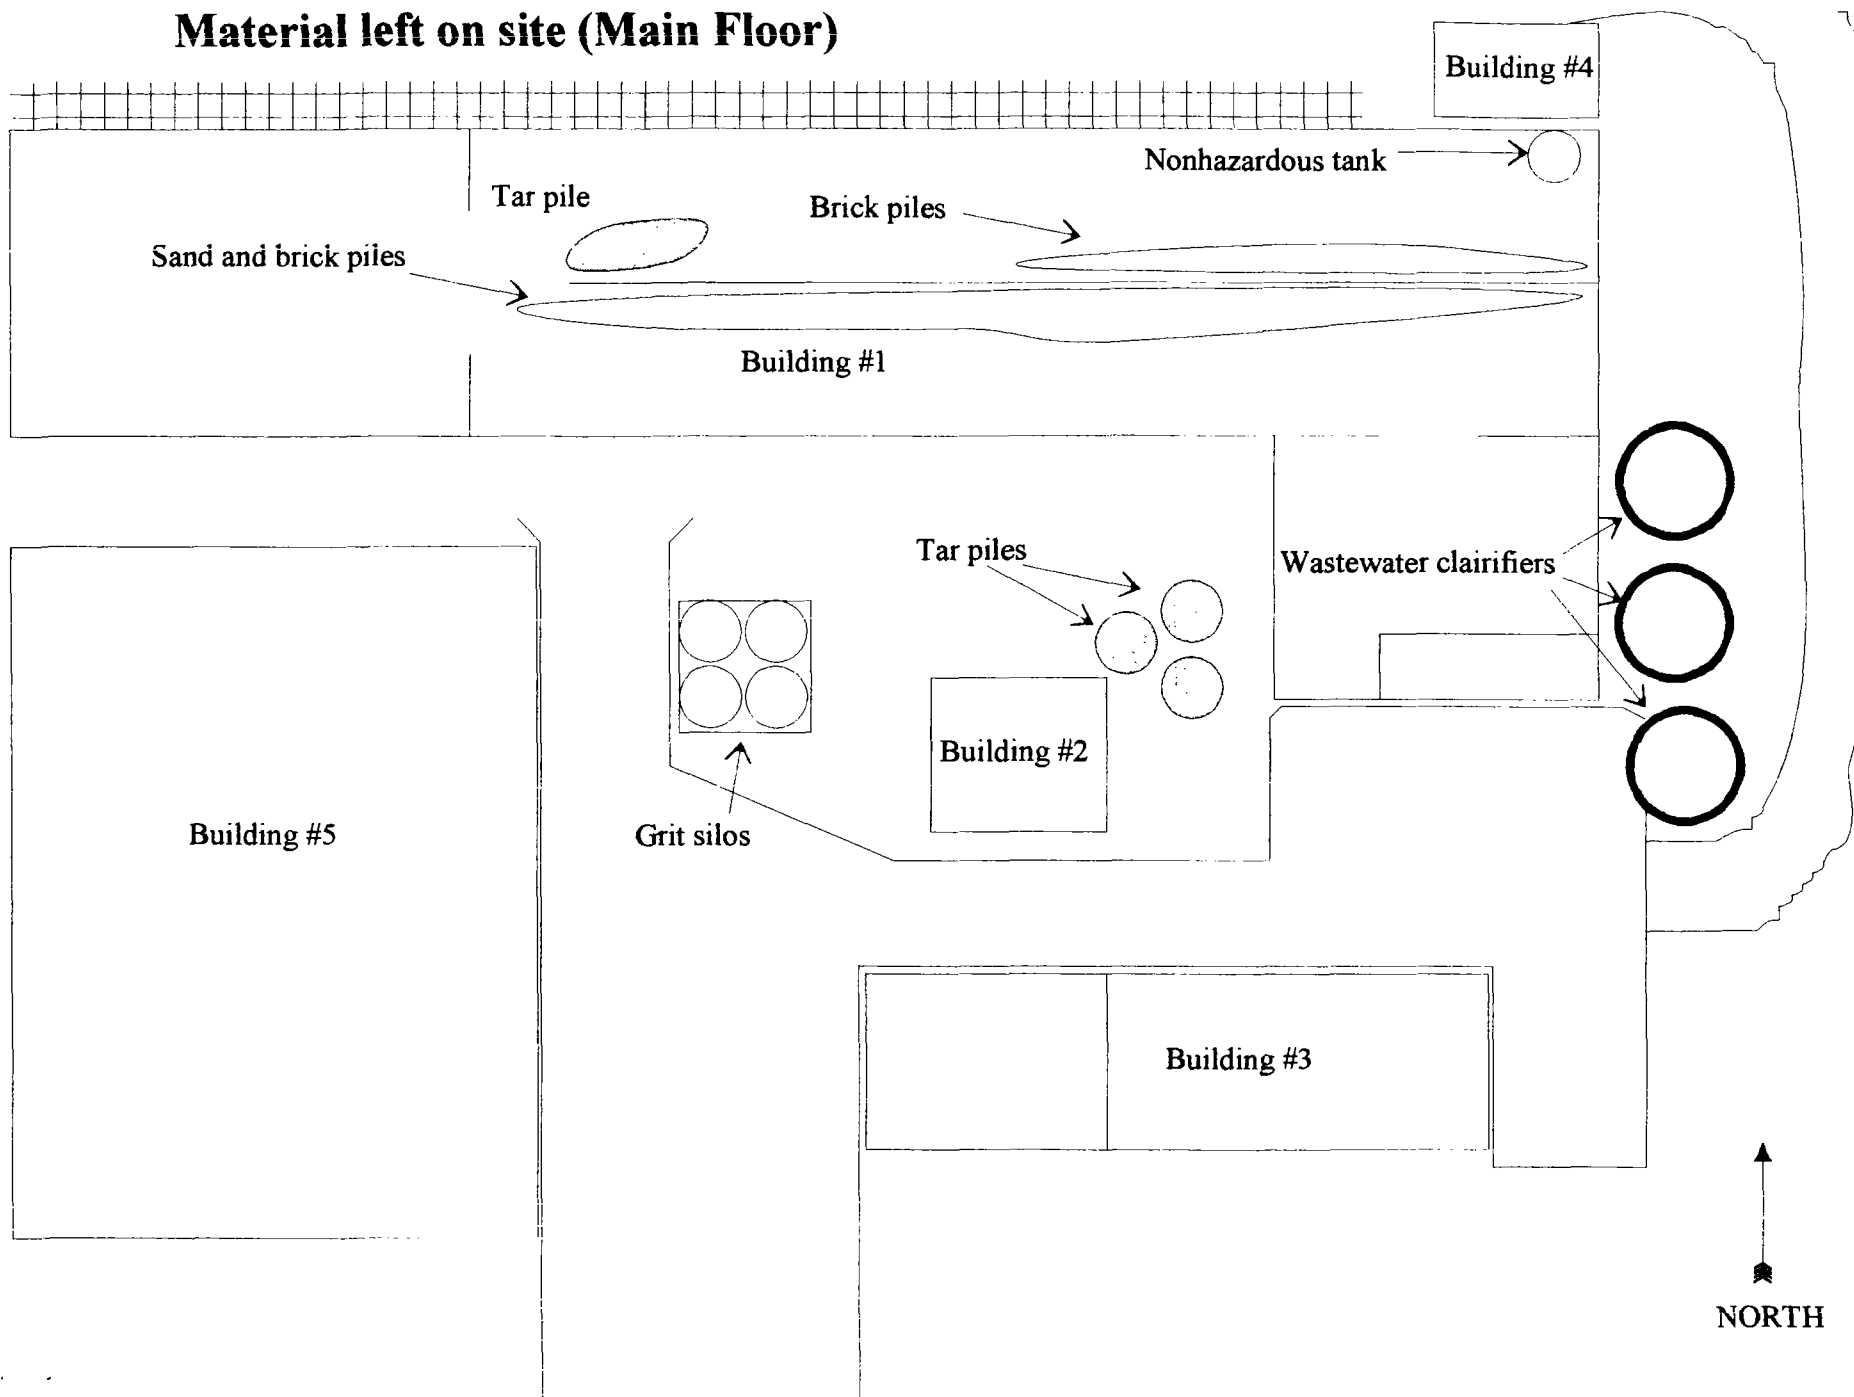 Material left on site (Main Floor)
Building #4
Nonhazardous tank
Tar pile
Brick piles
Sand and brick piles
Building #1
Tar piles
Wastewater clairifiers
Building #2
Building #5
Grit silos
Building #3
NORTH